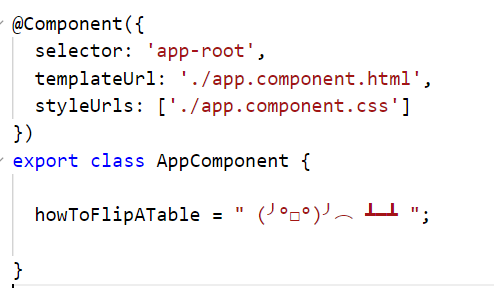 @Component({
  selector: 'app-root',
  templateUrl: './app.component.html',
  styleUrls: ['./app.component.css']
})
export class AppComponent {
  howToFlipATable = " (╯°□°)╯︵ ┻━┻ ";
}